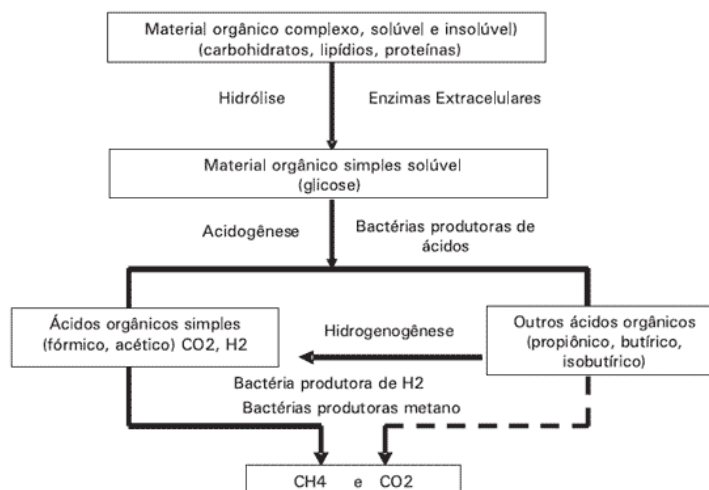 Material orgânico complexo, solúvel e insolúvel)
(carbohidratos, lipídios, proteínas)
Hidrólise
Enzimas Extracelulares
Material orgânico simples solúvel
(glicose)
Acidogênese
Bactérias produtoras de
ácidos
Ácidos orgânicos simples
(fórmico, acético) CO2, H2
Hidrogenogênese
Outros ácidos orgânicos
(propiônico, butírico,
isobutírico)
Bactéria produtora de H2
Bactérias produtoras metano
CH4 e CO2